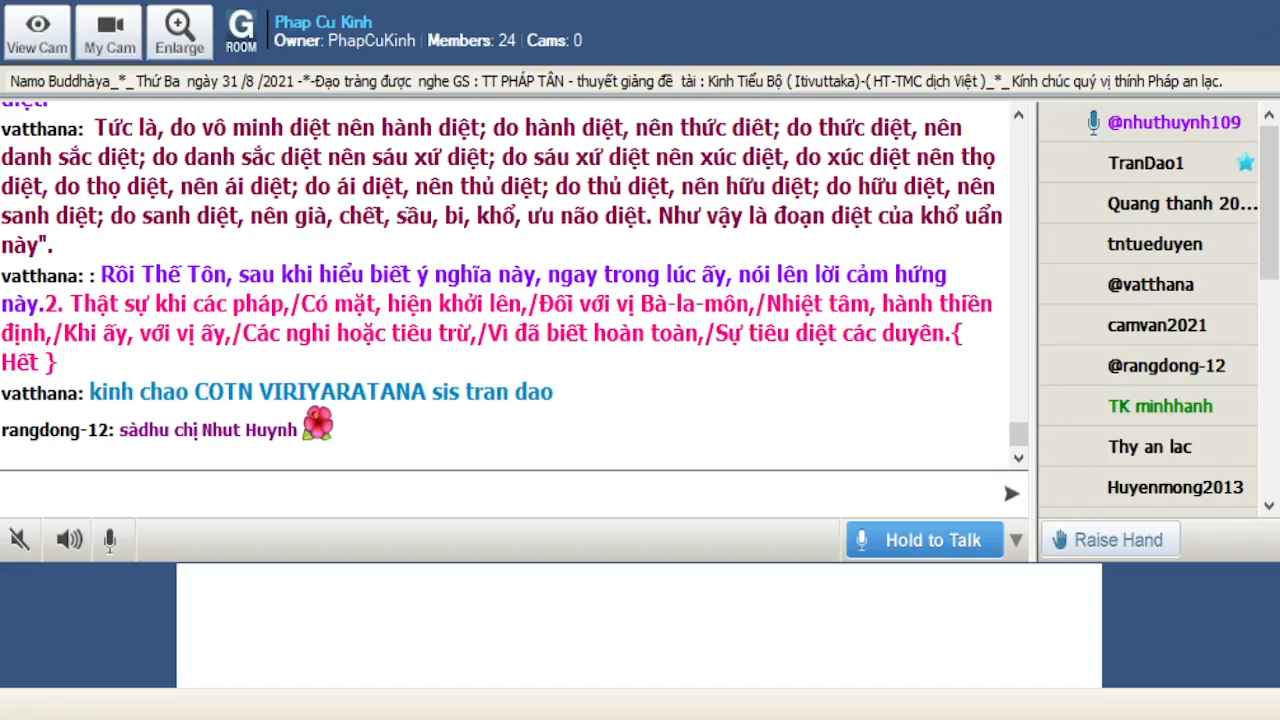 Phap Cu Kinh
View Cam
My Cam
Enlarge
G
ROOM
Owner: PhapCuKinh | Members: 24 | Cams: 0
Namo Buddhàya_*_ Thứ Ba ngày 31 /8 /2021 -*-Đạo tràng được nghe GS : TT PHÁP TÂN - thuyết giảng đề tài : Kinh Tiểu Bộ ( Itivuttaka)-( HT-TMC dịch Việt )_*_ Kính chúc quý vị thính Pháp an lạc.
diệt.
vatthana: Tức là, do vô minh diệt nên hành diệt; do hành diệt, nên thức diêt; do thức diệt, nên
danh sắc diệt; do danh sắc diệt nên sáu xứ diệt; do sáu xứ diệt nên xúc diệt, do xúc diệt nên thọ
diệt, do thọ diệt, nên ái diệt; do ái diệt, nên thủ diệt; do thủ diệt, nên hữu diệt; do hữu diệt, nên
sanh diệt; do sanh diệt, nên già, chết, sầu, bi, khổ, ưu não diệt. Như vậy là đoạn diệt của khổ uẩn
này".
vatthana: : Rồi Thế Tôn, sau khi hiểu biết ý nghĩa này, ngay trong lúc ấy, nói lên lời cảm hứng
này.2. Thật sự khi các pháp,/Có mặt, hiện khởi lên,/Đối với vị Bà-la-môn,/Nhiệt tâm, hành thiền
định,/Khi ấy, với vị ấy,/Các nghi hoặc tiêu trừ,/Vì đã biết hoàn toàn,/Sự tiêu diệt các duyên.{
Hết }
vatthana: kinh chao COTN VIRIYARATANA sis tran dao
rangdong-12: sàdhu chị Nhut Huynh
@nhuthuynh109
TranDao1
Quang thanh 20...
tntueduyen
@vatthana
camvan2021
@rangdong-12
TK minhhanh
Thy an lac
Huyenmong2013
Hold to Talk
Raise Hand